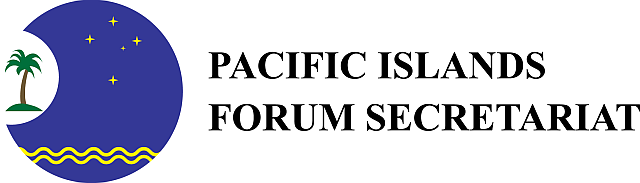 PACIFIC ISLANDS
FORUM SECRETARIAT